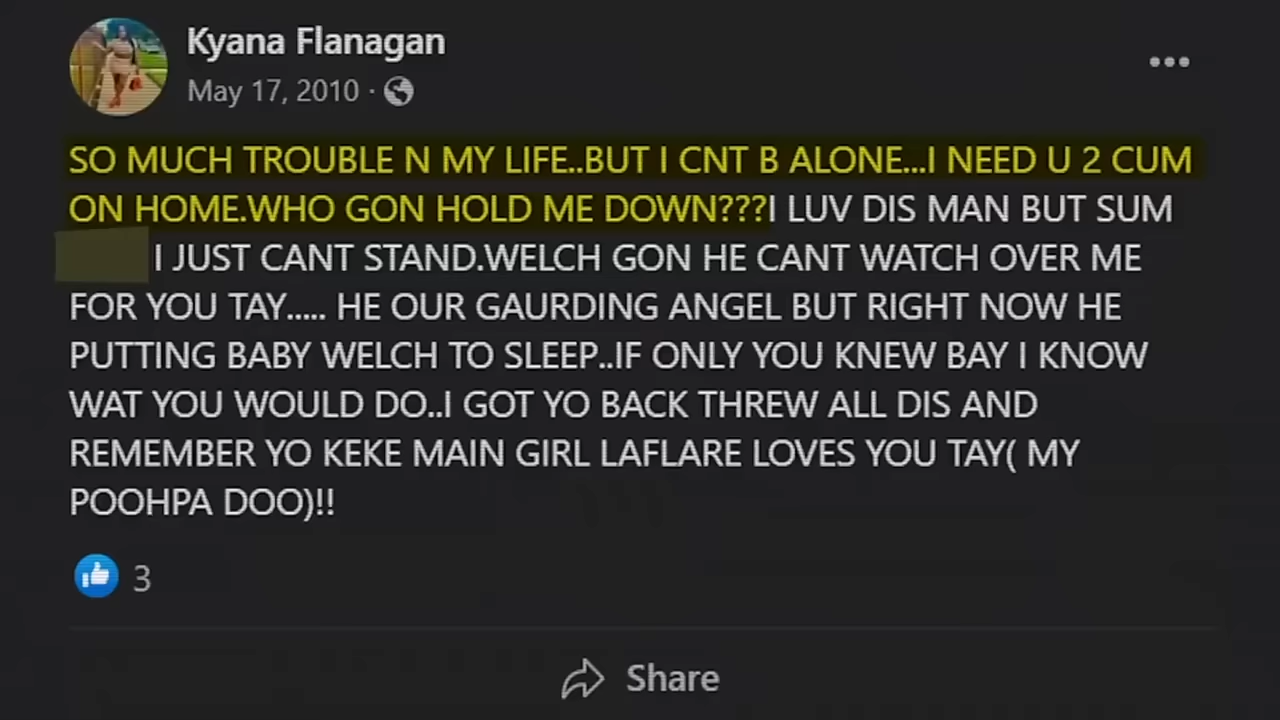 Kyana Flanagan
May 17, 2010 ·
SO MUCH TROUBLE N MY LIFE..BUT I CNT B ALONE...I NEED U 2 CUM
ON HOME.WHO GON HOLD ME DOWN???I LUV DIS MAN BUT SUM
I JUST CANT STAND.WELCH GON HE CANT WATCH OVER ME
FOR YOU TAY..... HE OUR GAURDING ANGEL BUT RIGHT NOW HE
PUTTING BABY WELCH TO SLEEP..IF ONLY YOU KNEW BAY I KNOW
WAT YOU WOULD DO..I GOT YO BACK THREW ALL DIS AND
REMEMBER YO KEKE MAIN GIRL LAFLARE LOVES YOU TAY( MY
POOHPA DOO)!!
3
Share